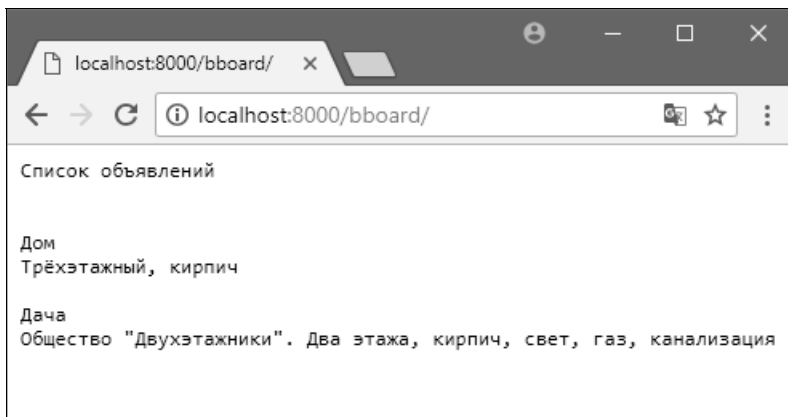 localhost:8000/bboard/
localhost:8000/bboard/
Список объявлений
Дом
Трёхэтажный, кирпич
Дача
Общество "Двухэтажники". Два этажа, кирпич, свет, газ, канализация